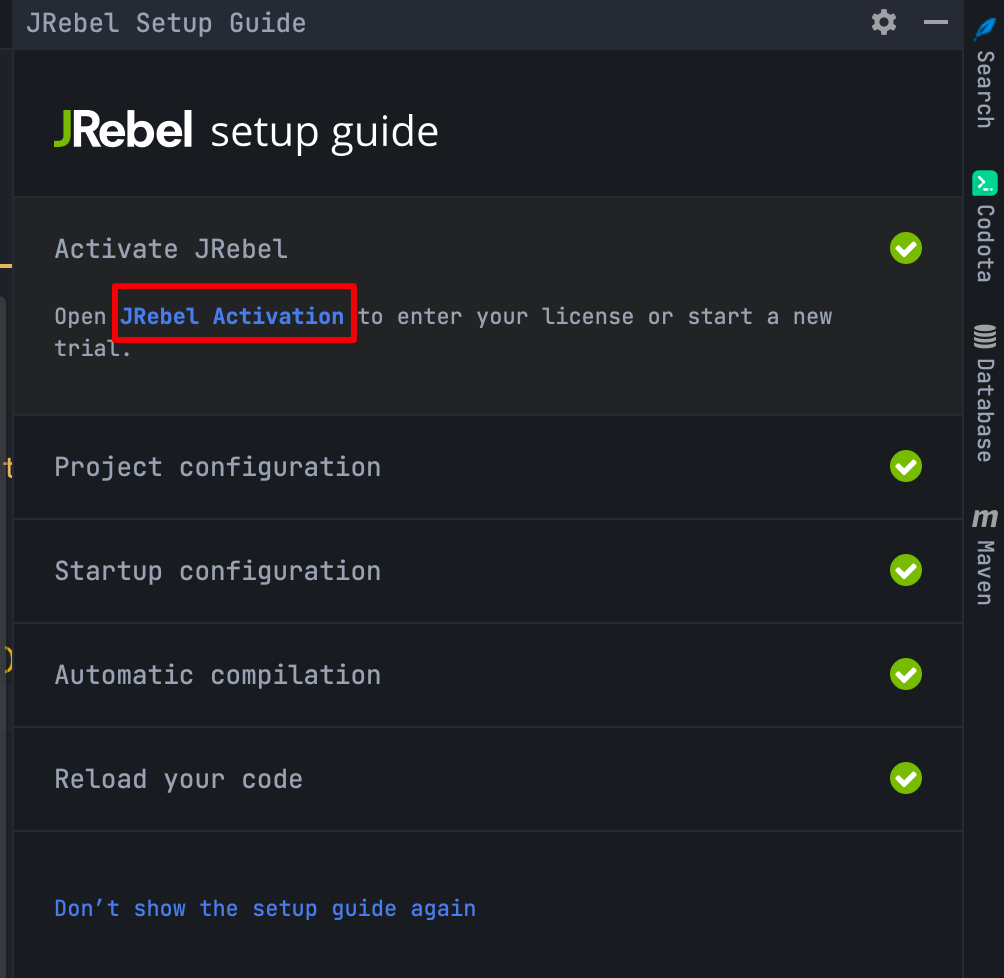 JRebel Setup Guide
JRebel setup guide
Activate JRebel
Open JRebel Activation to enter your license or start a new
trial.
Project configuration
Startup configuration
Automatic compilation
Reload your code
Don’t show the setup guide again
Search
Codota
Database
m
Maven
t